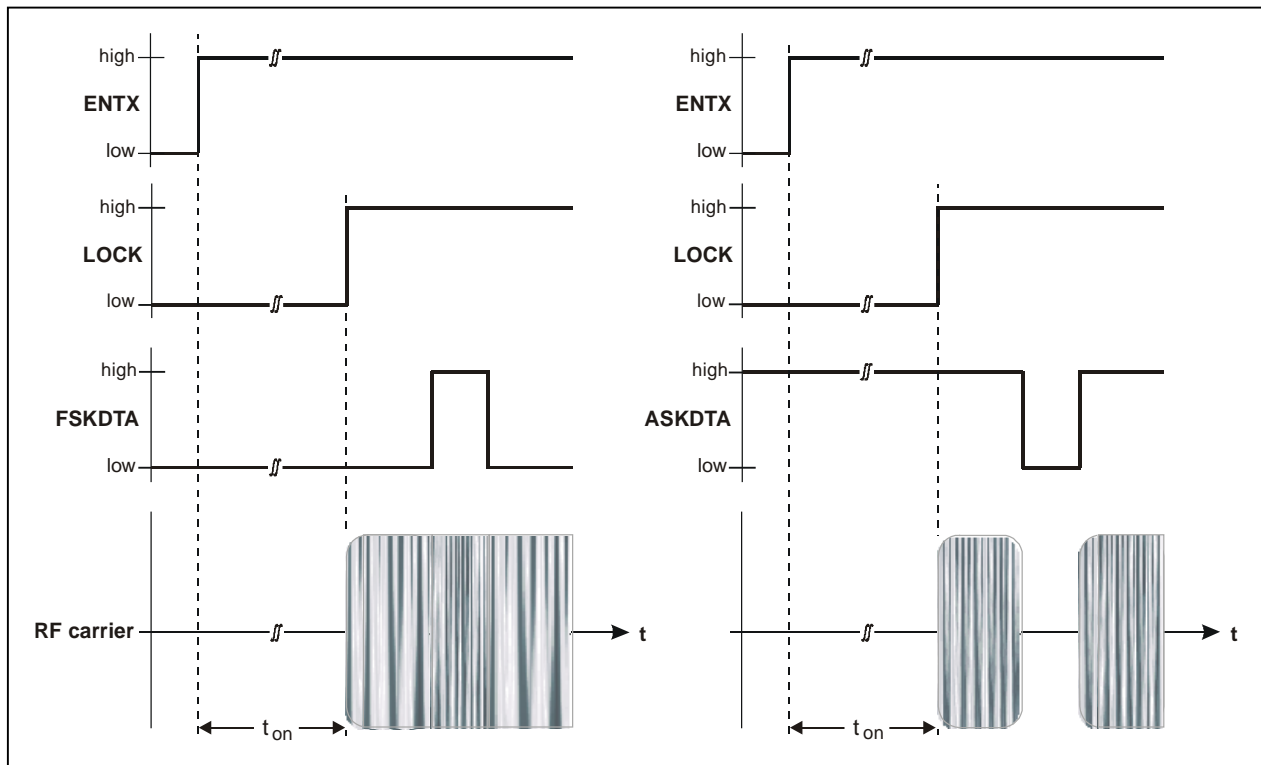 high
ENTX
low
high
LOCK
low
high
FSKDTA
low
RF carrier
t
t on
high
ENTX
low
high
LOCK
low
high
ASKDTA
low
t
t on